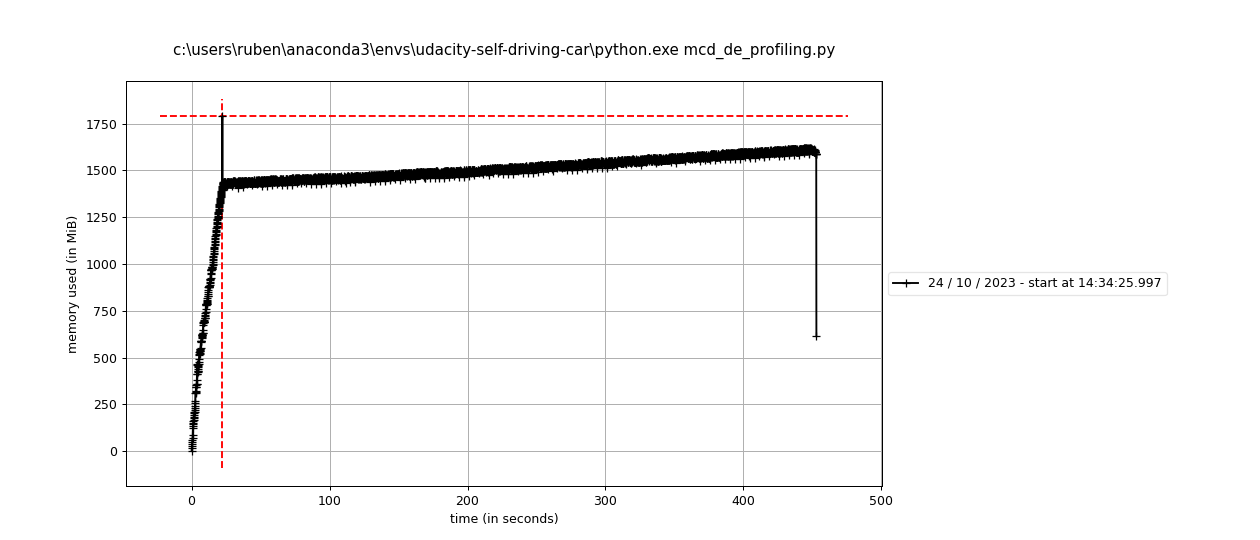 c:\users\ruben\anaconda3\envs\udacity-self-driving-car\python.exe mcd_de_profiling.py
memory used (in MiB)
1750
1500
1250
1000
750
500
250
0
0 100 200 300 400 500
time (in seconds)
24 / 10 / 2023 - start at 14:34:25.997